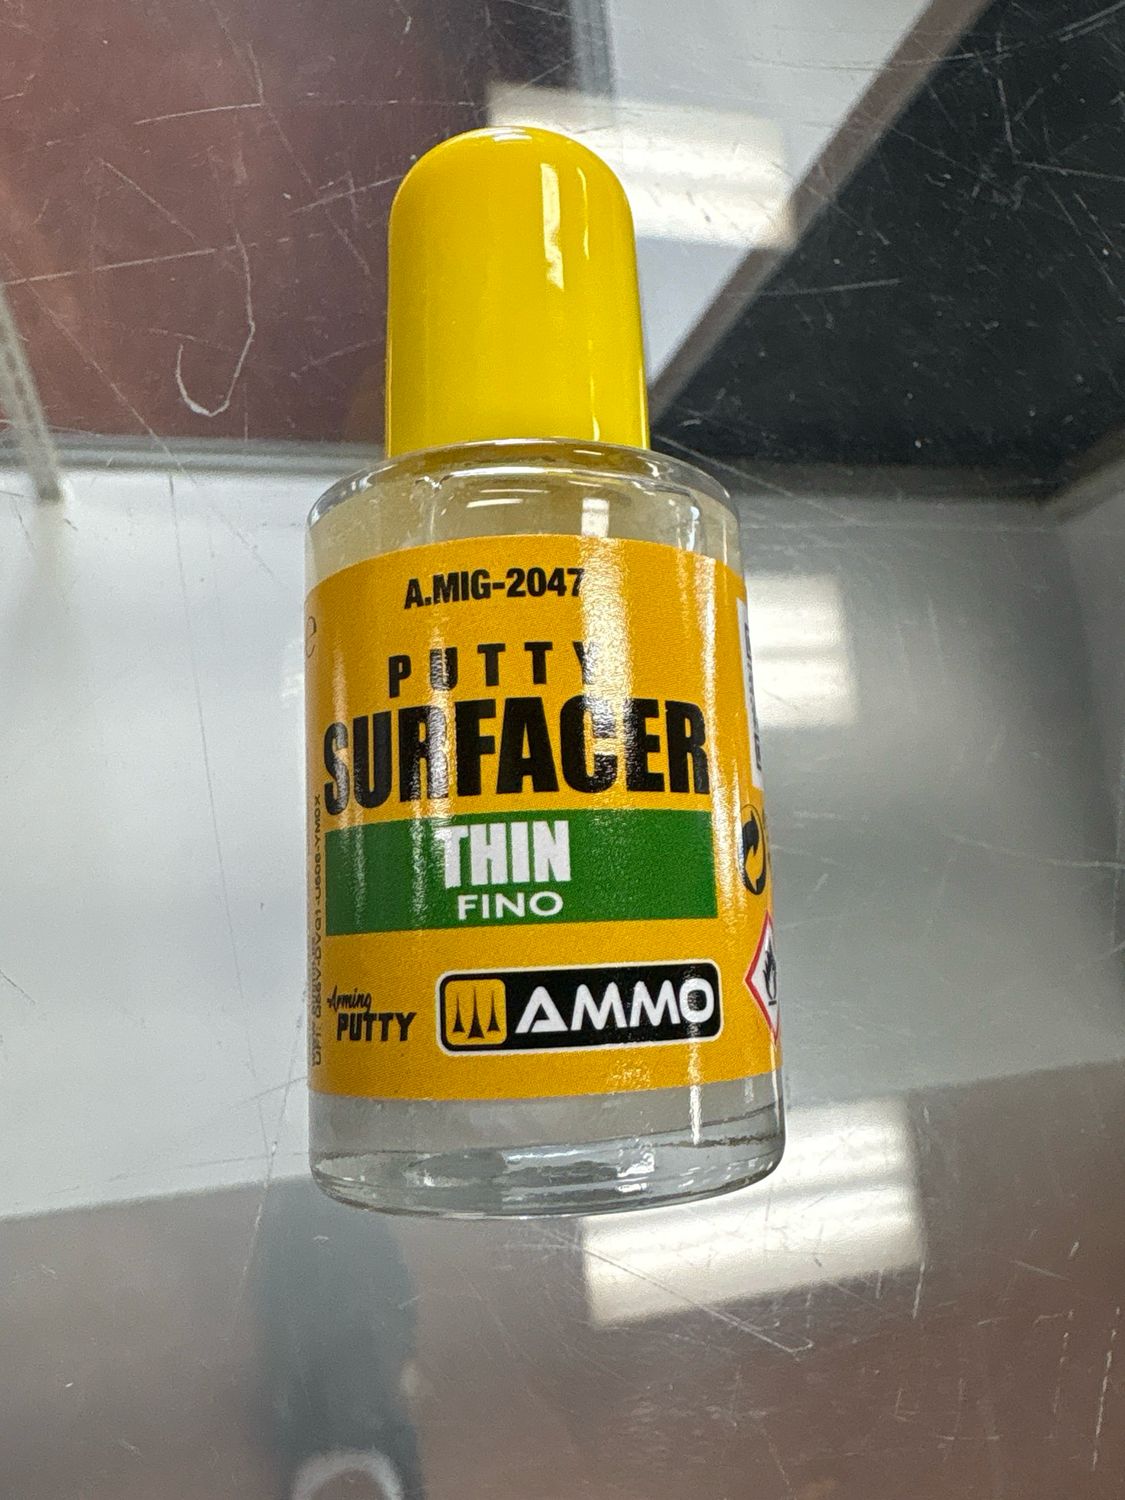 A.MIG-2047
PUTTY
SURFACER
THIN
FINO
Arming
PUTTY
AMMO